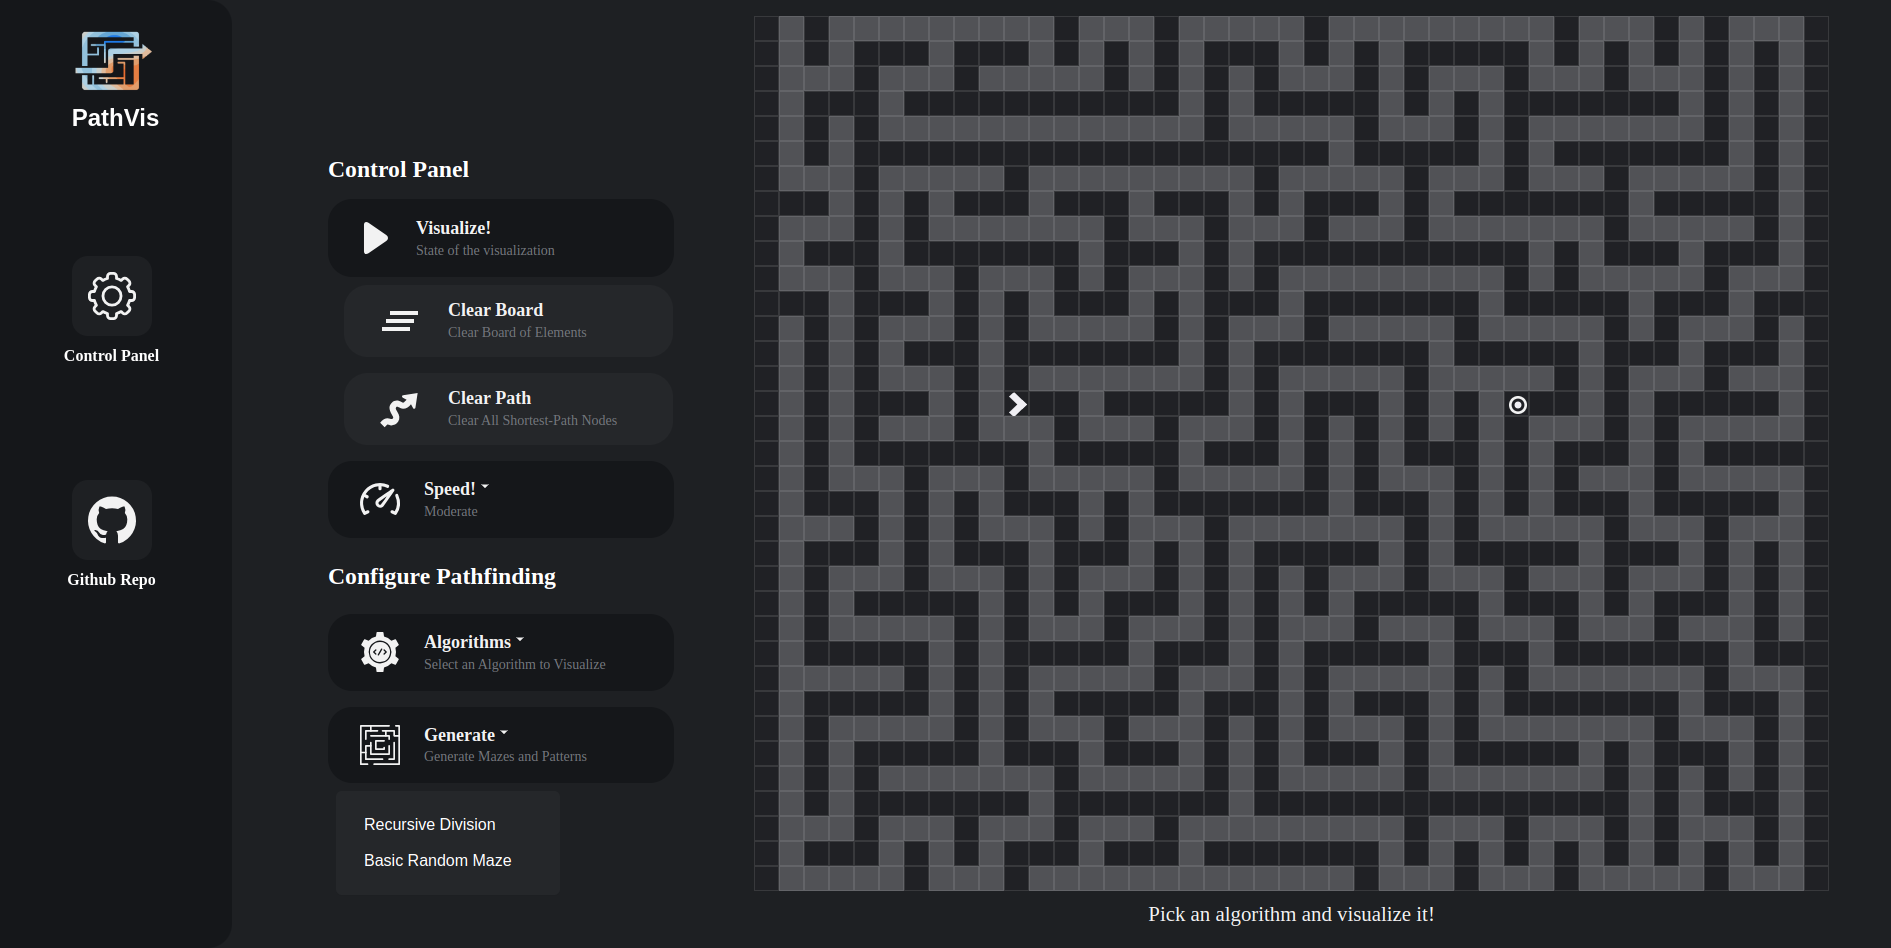 PathVis
Control Panel
Github Repo
Control Panel
Visualize!
State of the visualization
Clear Board
Clear Board of Elements
Clear Path
Clear All Shortest-Path Nodes
Speed!
Moderate
Configure Pathfinding
Algorithms
Select an Algorithm to Visualize
Generate
Generate Mazes and Patterns
Recursive Division
Basic Random Maze
Pick an algorithm and visualize it!